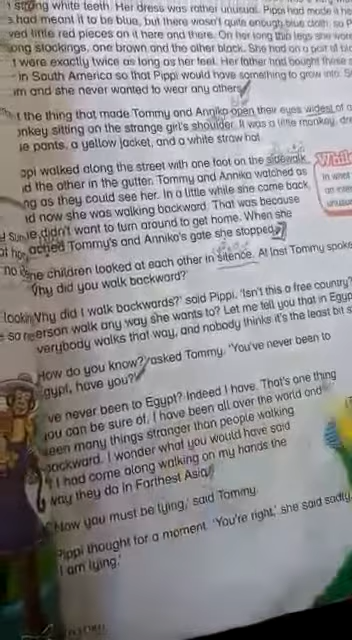 strong white teeth. Her dress was rather unusual. Pippi had made it he
s had meant it to be blue, but there wasn't quite enough blue cloth, so P
ved little red pieces on it here and there. On her long thin legs she wore
ong stockings, one brown and the other black. She had on a pair of bl
t were exactly twice as long as her feet. Her father had bought these s
in South America so that Pippi would have something to grow into. S
im and she never wanted to wear any others.
t the thing that made Tommy and Annika open their eyes widest of a
onkey sitting on the strange girl's shoulder. It was a little monkey, dre
e pants, a yellow jacket, and a white straw hat.
ppi walked along the street with one foot on the sidewalk
d the other in the gutter. Tommy and Annika watched as
ng as they could see her. In a little while she came back,
nd now she was walking backward. That was because
e didn't want to turn around to get home. When she
ached Tommy's and Annika's gate she stopped.
he children looked at each other in silence. At last Tommy spoke
Why did you walk backward?'
Why did I walk backwards?' said Pippi. 'Isn't this a free country?
erson walk any way she wants to? Let me tell you that in Egyp
verybody walks that way, and nobody thinks it's the least bit s
How do you know?' asked Tommy. 'You've never been to
gypt, have you?'
've never been to Egypt? Indeed I have. That's one thing
you can be sure of. I have been all over the world and
seen many things stranger than people walking
backward. I wonder what you would have said
if I had come along walking on my hands the
way they do in Farthest Asia.'
'Now you must be lying,' said Tommy.
Pippi thought for a moment. 'You're right,' she said sadly,
I am lying.'